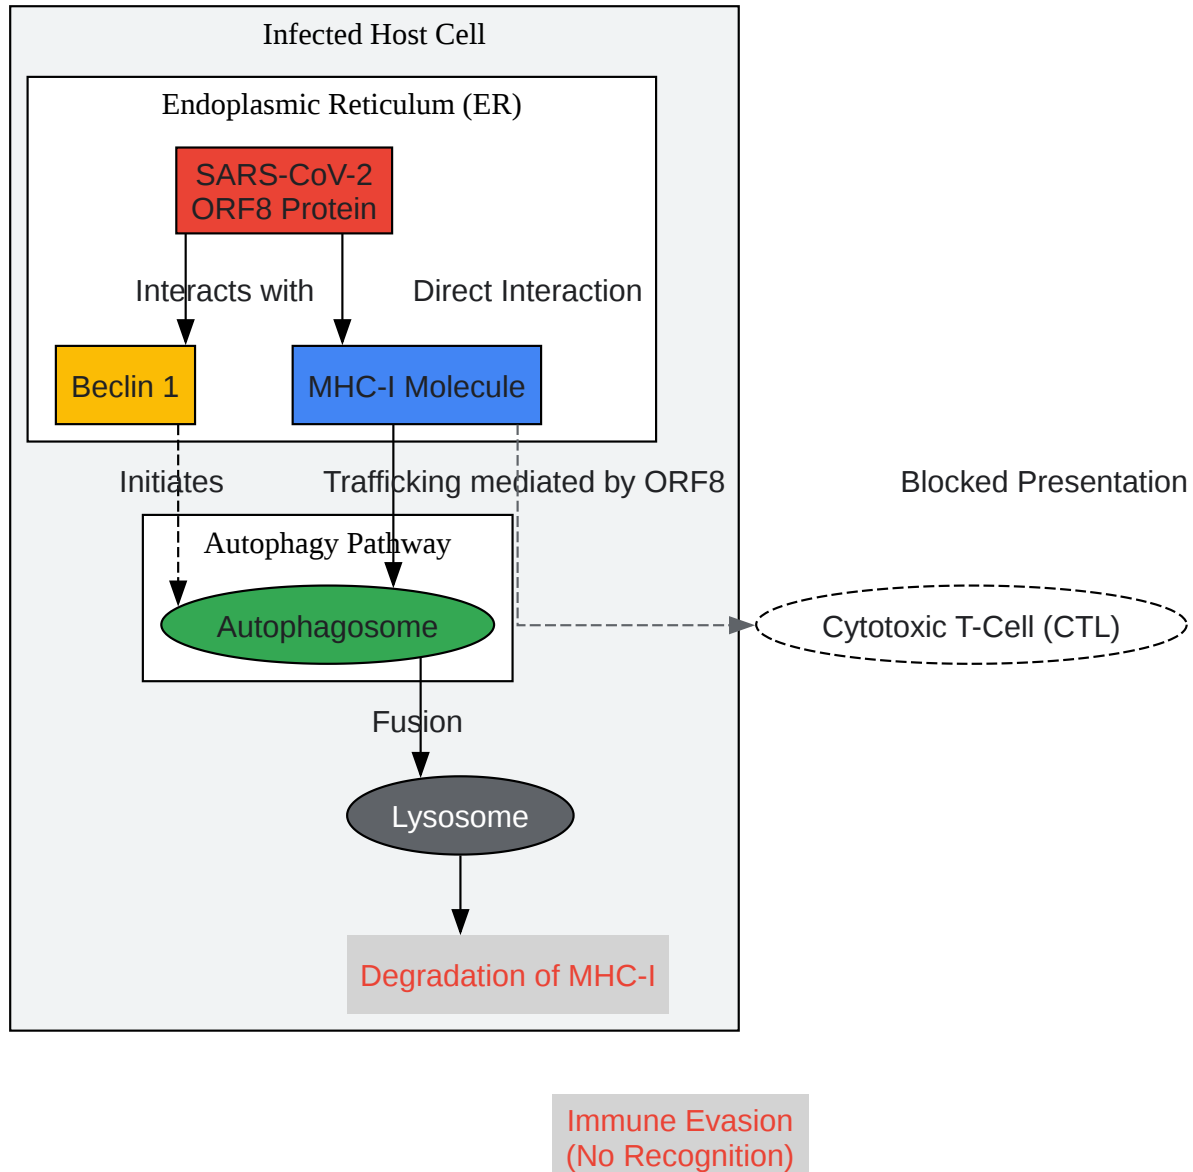 Infected Host Cell
Endoplasmic Reticulum (ER)
SARS-CoV-2
ORF8 Protein
Interacts with
Direct Interaction
Beclin 1
MHC-I Molecule
Initiates
Trafficking mediated by ORF8
Blocked Presentation
Autophagy Pathway
Autophagosome
Cytotoxic T-Cell (CTL)
Fusion
Lysosome
Degradation of MHC-I
Immune Evasion
(No Recognition)